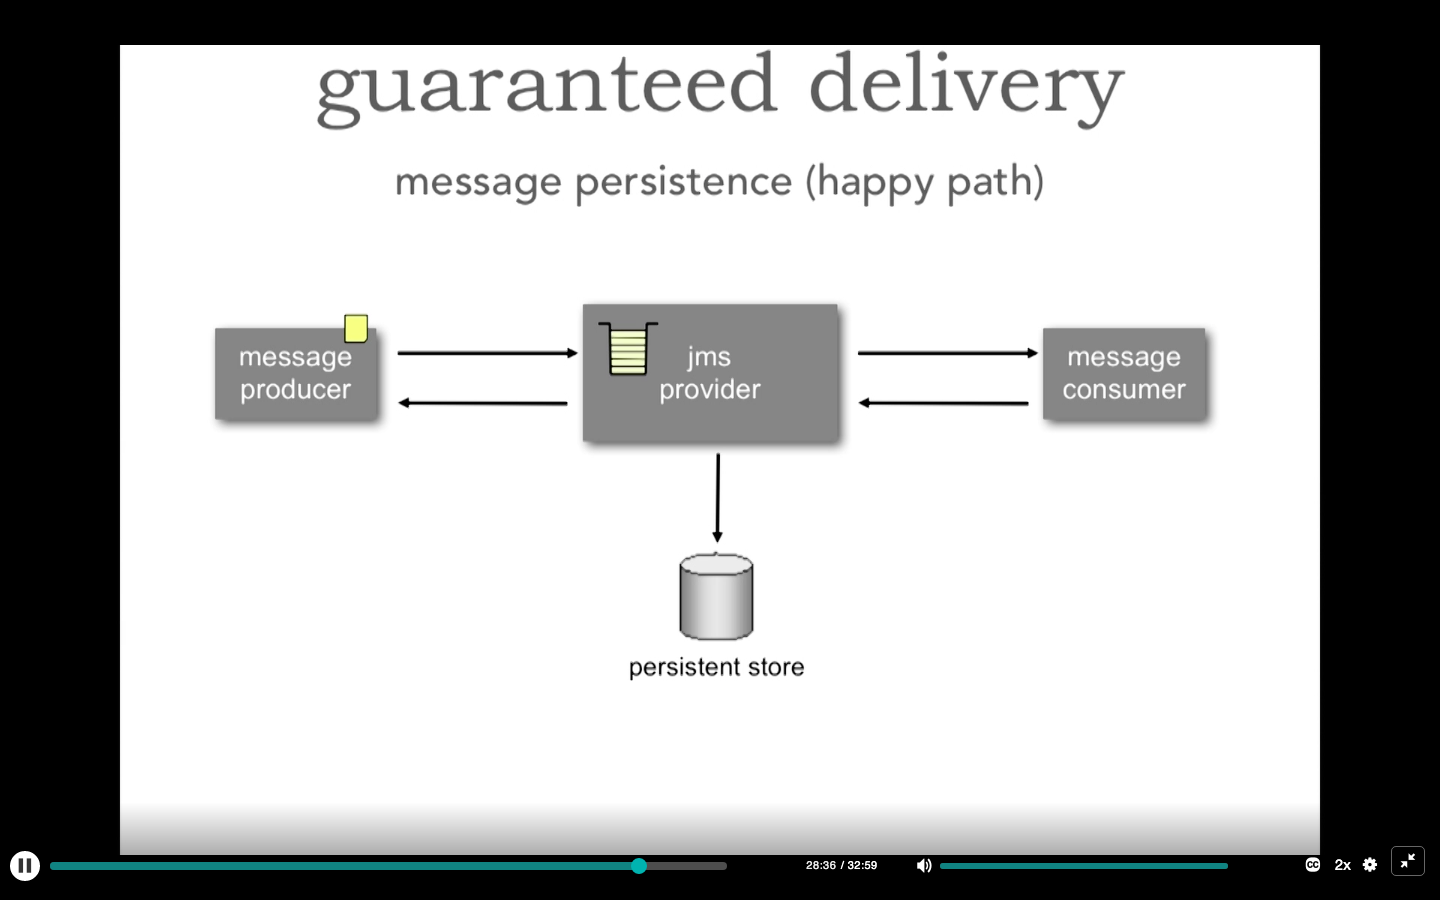 guaranteed delivery
message persistence (happy path)
message
producer
jms
provider
message
consumer
persistent store
28:36 / 32:59
CC
2x